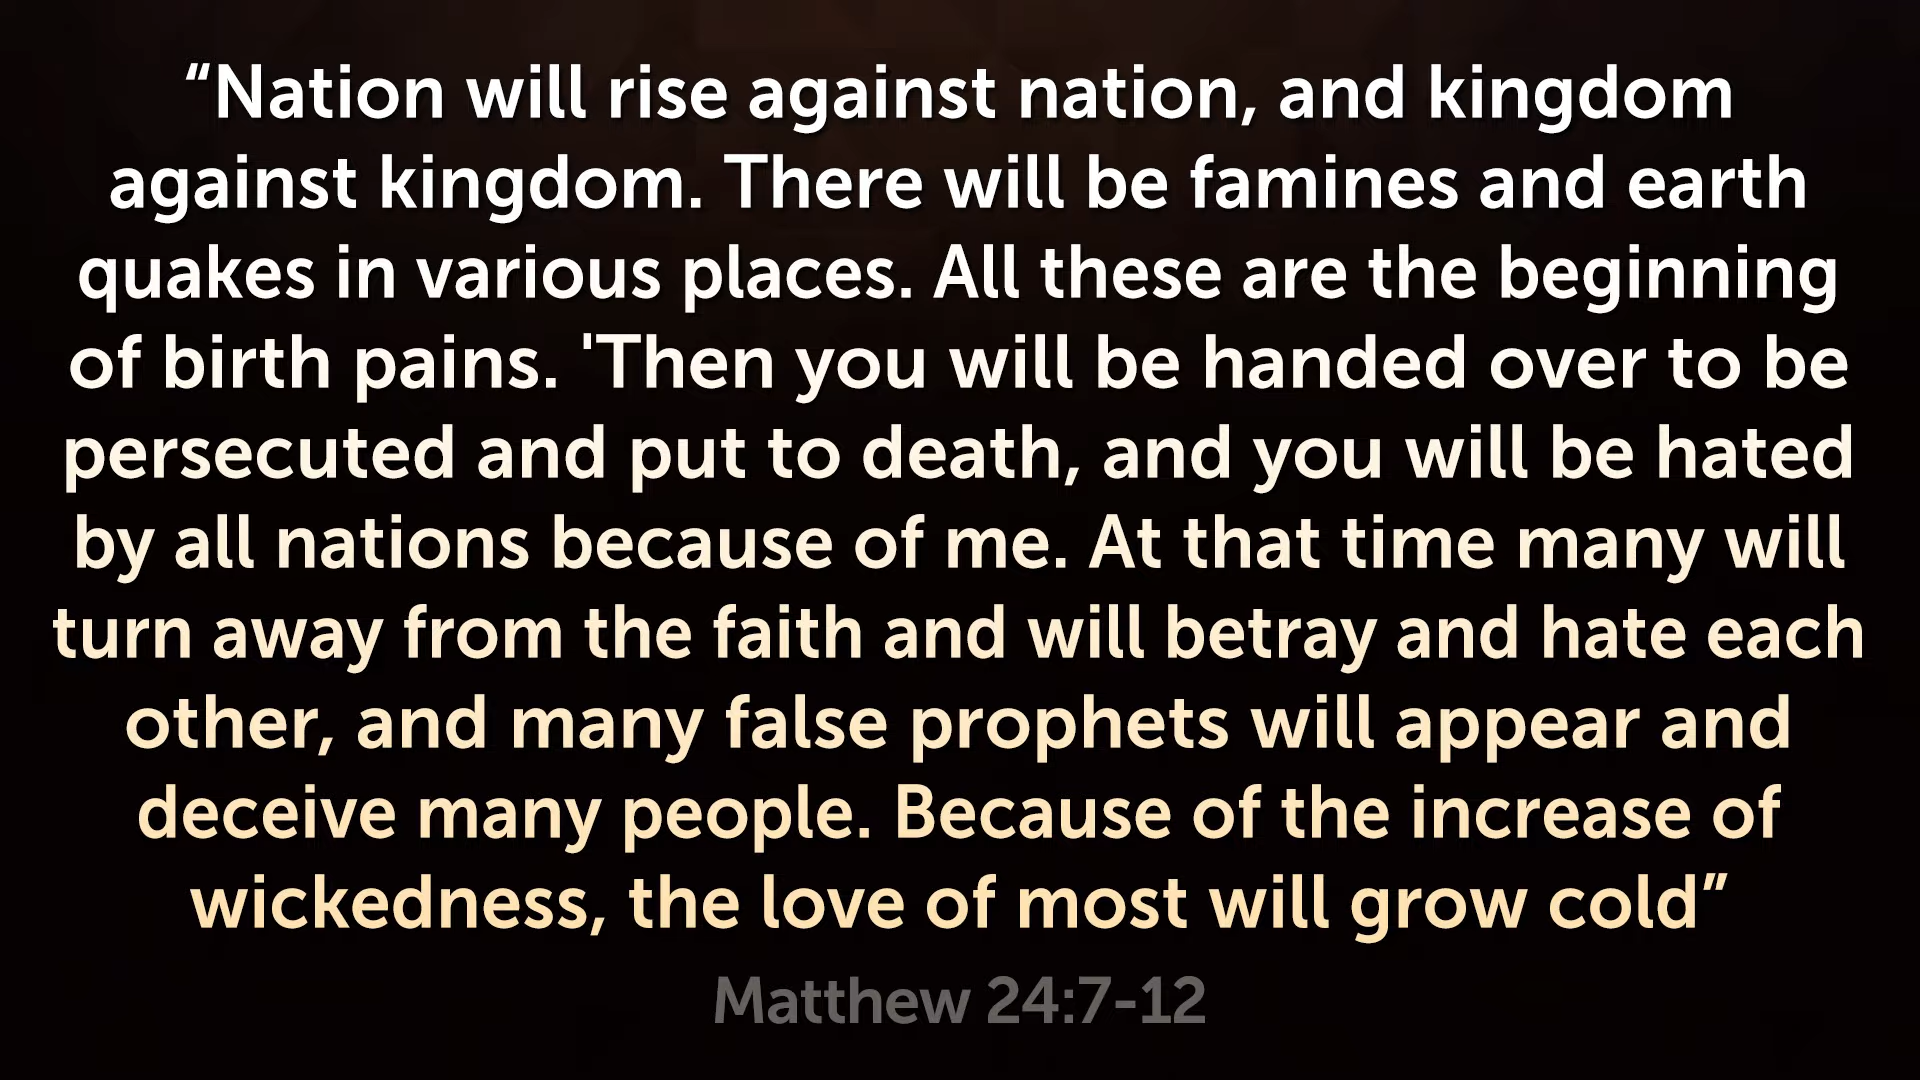 “Nation will rise against nation, and kingdom
against kingdom. There will be famines and earth
quakes in various places. All these are the beginning
of birth pains. 'Then you will be handed over to be
persecuted and put to death, and you will be hated
by all nations because of me. At that time many will
turn away from the faith and will betray and hate each
other, and many false prophets will appear and
deceive many people. Because of the increase of
wickedness, the love of most will grow cold”
Matthew 24:7-12